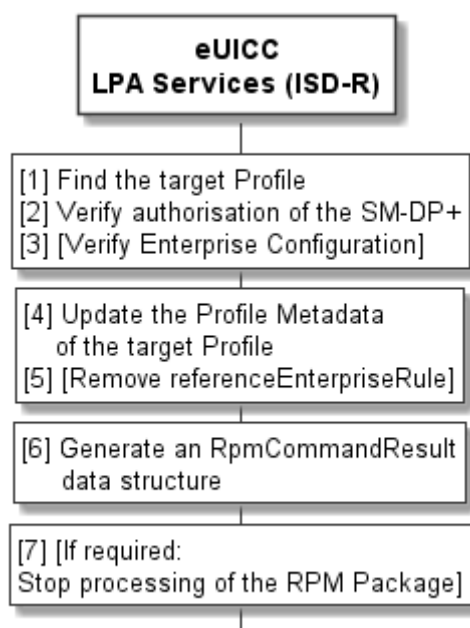 eUICC
LPA Services (ISD-R)
[1] Find the target Profile
[2] Verify authorisation of the SM-DP+
[3] [Verify Enterprise Configuration]
[4] Update the Profile Metadata
of the target Profile
[5] [Remove referenceEnterpriseRule]
[6] Generate an RpmCommandResult
data structure
[7] [If required:
Stop processing of the RPM Package]